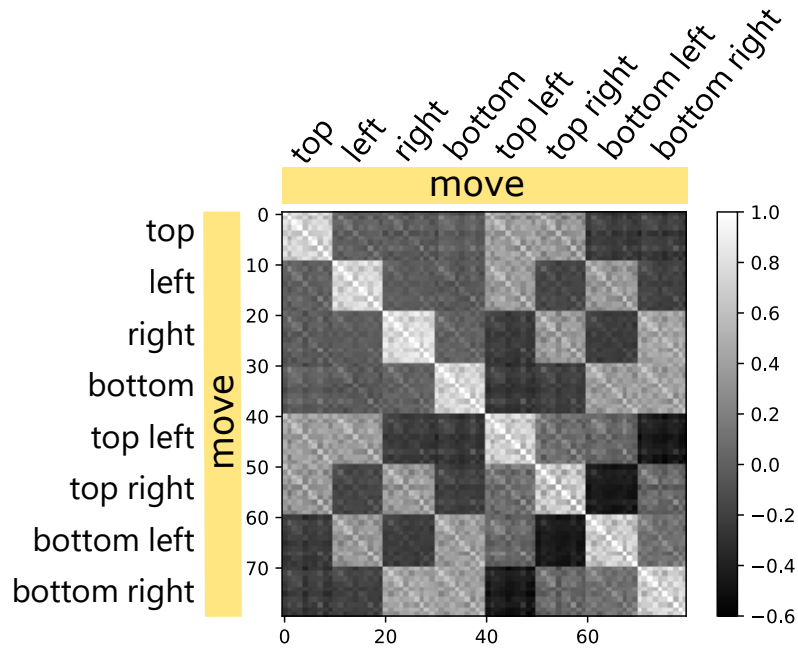 top
left
right
bottom
top left
top right
bottom left
bottom right
move
move
top
left
right
bottom
top left
top right
bottom left
bottom right
0
10
20
30
40
50
60
70
0
20
40
60
1.0
0.8
0.6
0.4
0.2
0.0
−0.2
−0.4
−0.6